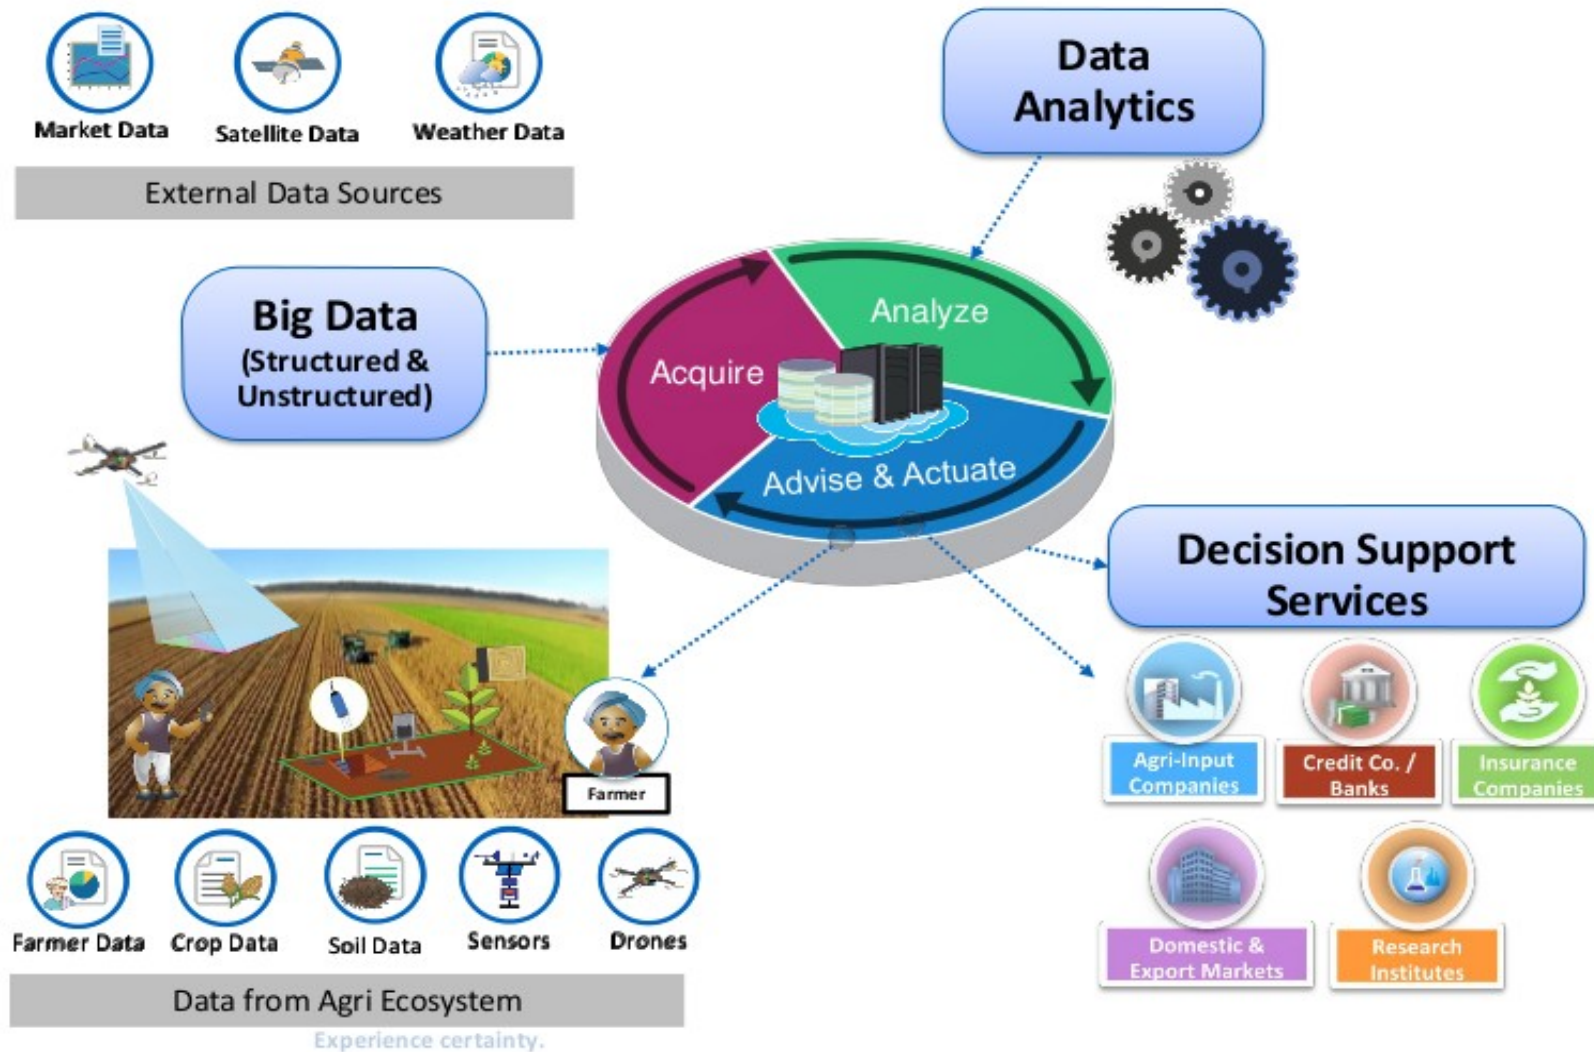 Market Data
Satellite Data
Weather Data
External Data Sources
Data
Analytics
Big Data
(Structured &
Unstructured)
Acquire
Analyze
Advise & Actuate
Decision Support
Services
Farmer
Agri-Input
Companies
Credit Co. /
Banks
Insurance
Companies
Domestic &
Export Markets
Research
Institutes
Farmer Data
Crop Data
Soil Data
Sensors
Drones
Data from Agri Ecosystem
Experience certainty.